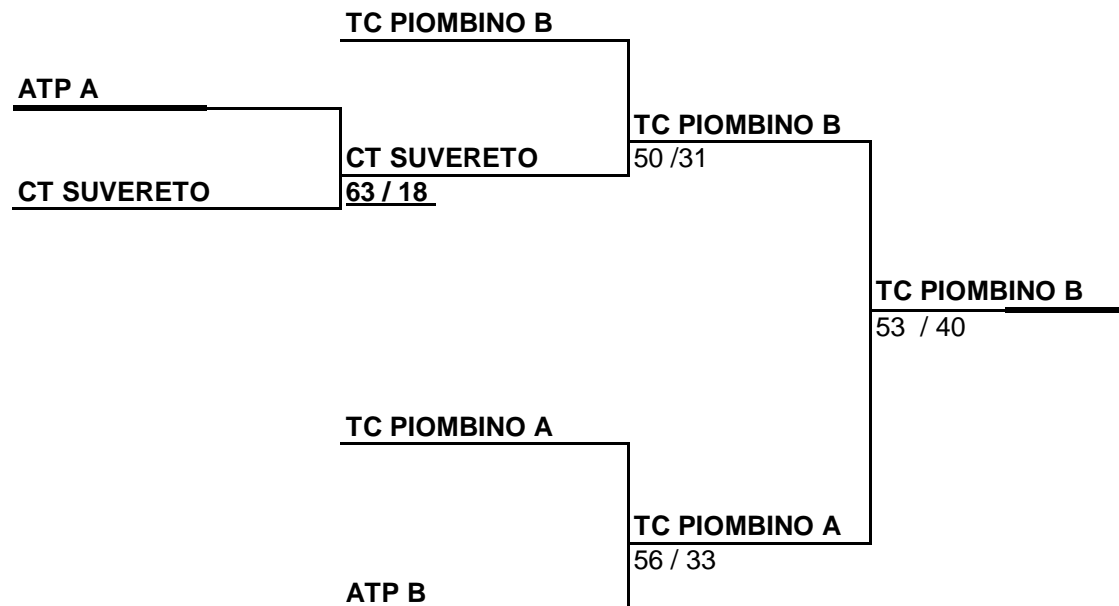 TC PIOMBINO B
ATP A
TC PIOMBINO B
CT SUVERETO
50 /31
CT SUVERETO
63 / 18
TC PIOMBINO B
53 / 40
TC PIOMBINO A
TC PIOMBINO A
56 / 33
ATP B